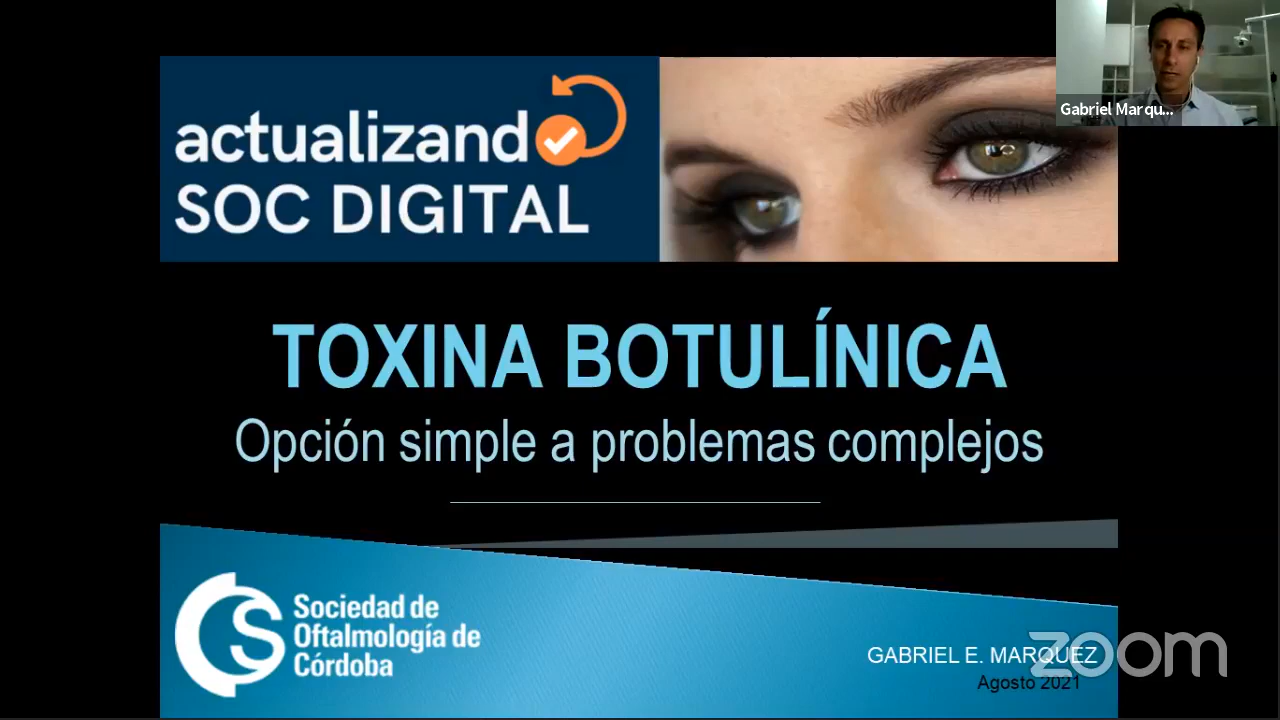 Gabriel Marqu...
actualizando
SOC DIGITAL
TOXINA BOTULÍNICA
Opción simple a problemas complejos
CS
Sociedad de
Oftalmología de
Córdoba
GABRIEL E. MARQUEZ
Agosto 2021
zoom